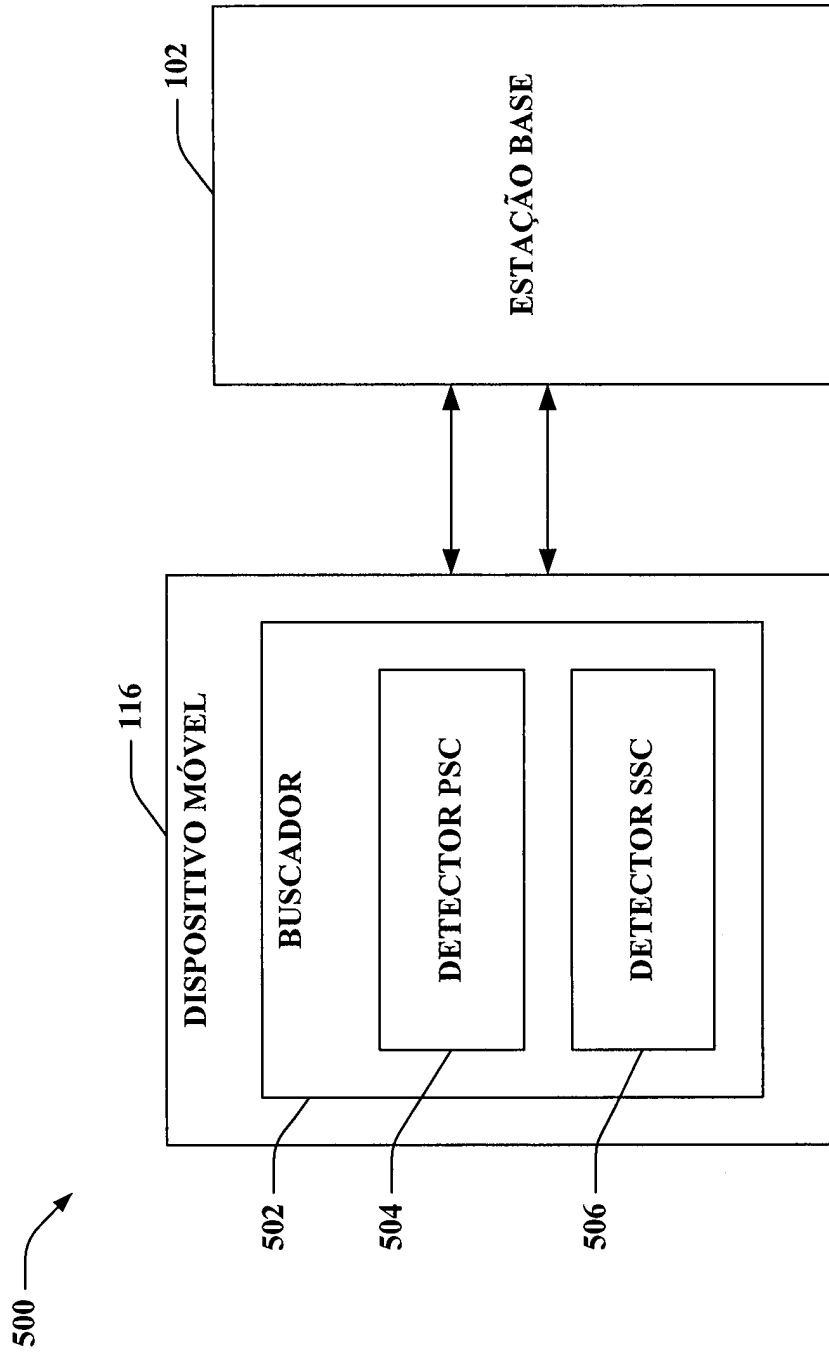 500
116
102
DISPOSITIVO MÓVEL
BUSCADOR
502
DETECTOR PSC
504
DETECTOR SSC
506
ESTAÇÃO BASE